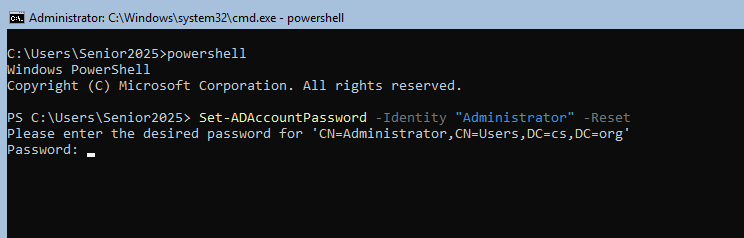 Administrator: C:\Windows\system32\cmd.exe - powershell
C:\Users\Senior2025>powershell
Windows PowerShell
Copyright (C) Microsoft Corporation. All rights reserved.
PS C:\Users\Senior2025> Set-ADAccountPassword -Identity "Administrator" -Reset
Please enter the desired password for 'CN=Administrator,CN=Users,DC=cs,DC=org'
Password: